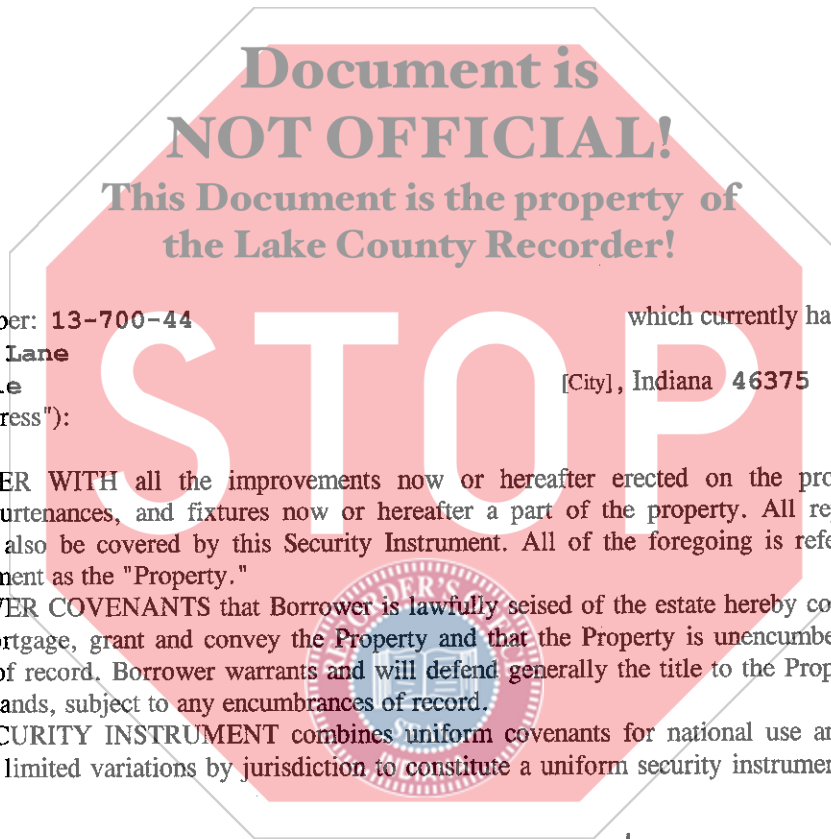 Document is
NOT OFFICIAL!
This Document is the property of
the Lake County Recorder!
ber: 13-700-44 which currently ha
Lane
le [City], Indiana 46375
ress"):
STOP
ER WITH all the improvements now or hereafter erected on the pro
urtenances, and fixtures now or hereafter a part of the property. All re
also be covered by this Security Instrument. All of the foregoing is refe
ment as the "Property."
VER COVENANTS that Borrower is lawfully seised of the estate hereby co
ortgage, grant and convey the Property and that the Property is unencumbe
of record. Borrower warrants and will defend generally the title to the Prop
ands, subject to any encumbrances of record.
CURITY INSTRUMENT combines uniform covenants for national use an
limited variations by jurisdiction to constitute a uniform security instrumen
SEAL